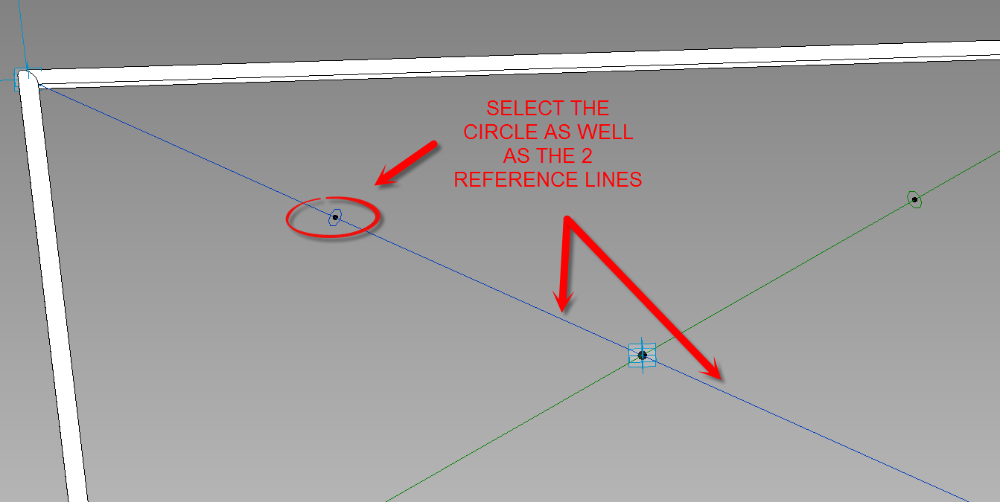 SELECT THE
CIRCLE AS WELL
AS THE 2
REFERENCE LINES